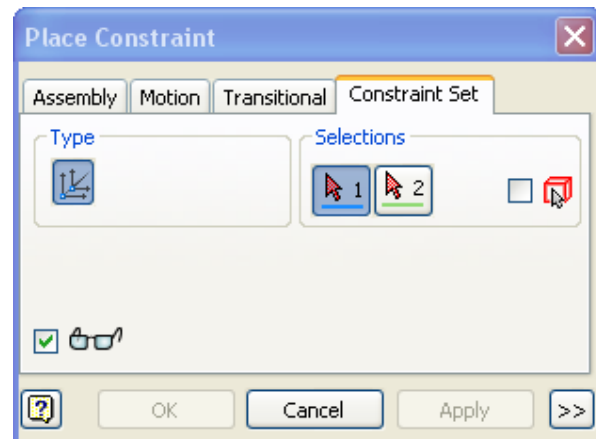 Place Constraint
Assembly Motion Transitional Constraint Set
Type Selections
1 2
? OK Cancel Apply >>